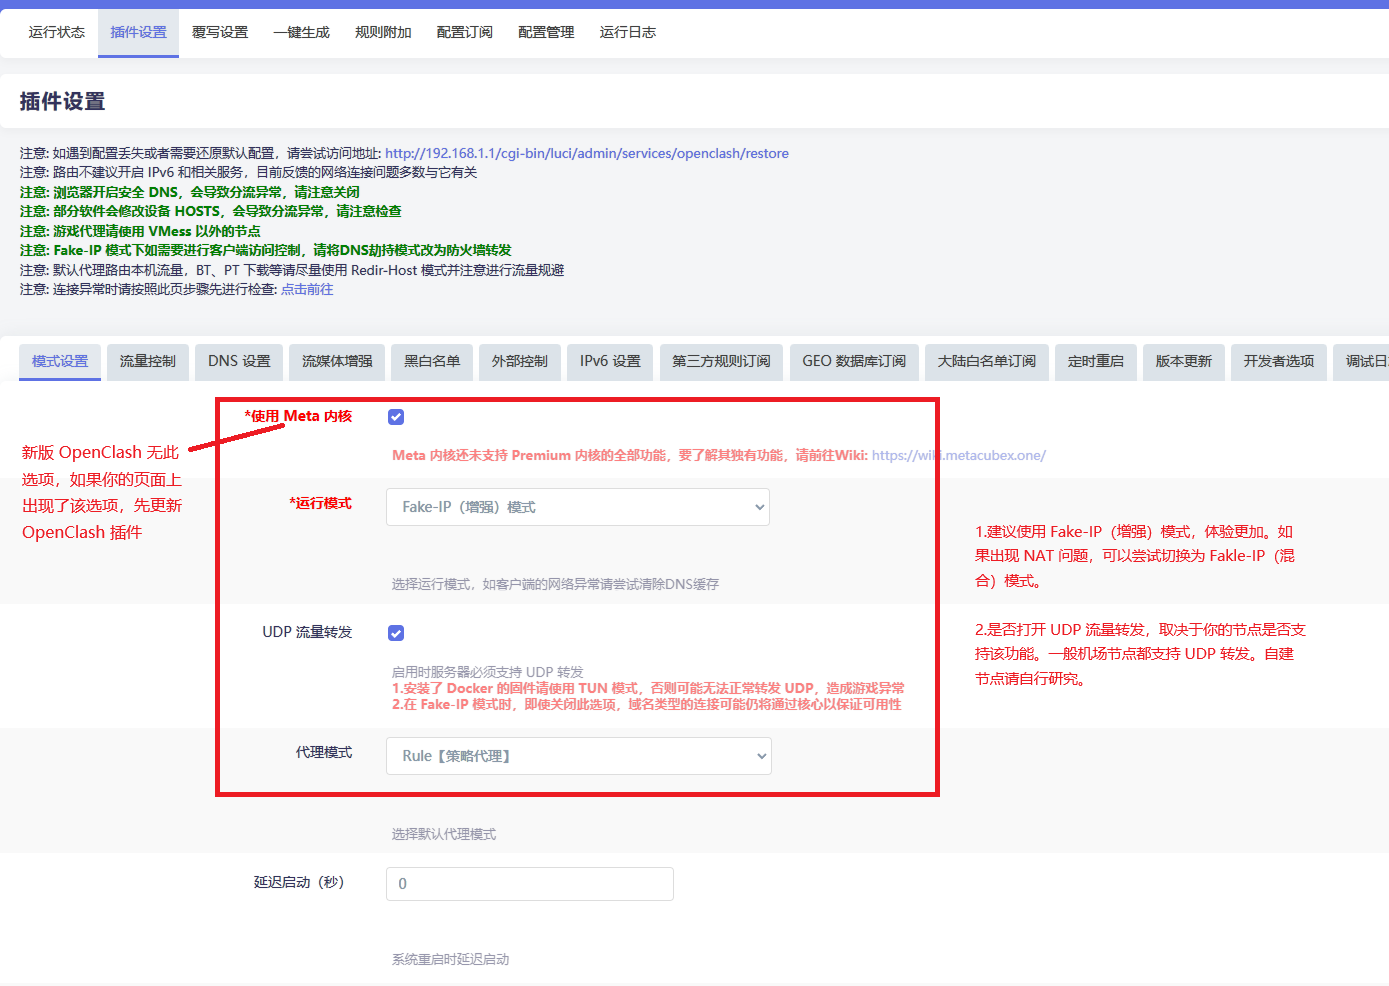 运行状态 插件设置 覆写设置 一键生成 规则附加 配置订阅 配置管理 运行日志
插件设置
注意: 如遇到配置丢失或者需要还原默认配置，请尝试访问地址: http://192.168.1.1/cgi-bin/luci/admin/services/openclash/restore
注意: 路由不建议开启 IPv6 和相关服务，目前反馈的网络连接问题多数与它有关
注意: 浏览器开启安全 DNS，会导致分流异常，请注意关闭
注意: 部分软件会修改设备 HOSTS，会导致分流异常，请注意检查
注意: 游戏代理请使用 VMess 以外的节点
注意: Fake-IP 模式下如需要进行客户端访问控制，请将DNS劫持模式改为防火墙转发
注意: 默认代理路由本机流量，BT、PT 下载等请尽量使用 Redir-Host 模式并注意进行流量规避
注意: 连接异常时请按照此页步骤先进行检查: 点击前往
模式设置 流量控制 DNS 设置 流媒体增强 黑白名单 外部控制 IPv6 设置 第三方规则订阅 GEO 数据库订阅 大陆白名单订阅 定时重启 版本更新 开发者选项 调试日
*使用 Meta 内核
Meta 内核还未支持 Premium 内核的全部功能，要了解其独有功能，请前往Wiki: https://wiki.metacubex.one/
新版 OpenClash 无此
选项，如果你的页面上
出现了该选项，先更新
OpenClash 插件
*运行模式
Fake-IP（增强）模式
选择运行模式，如客户端的网络异常请尝试清除DNS缓存
1.建议使用 Fake-IP（增强）模式，体验更加。如
果出现 NAT 问题，可以尝试切换为 Fakle-IP（混
合）模式。
UDP 流量转发
启用时服务器必须支持 UDP 转发
1.安装了 Docker 的固件请使用 TUN 模式，否则可能无法正常转发 UDP，造成游戏异常
2.在 Fake-IP 模式时，即使关闭此选项，域名类型的连接可能仍将通过核心以保证可用性
2.是否打开 UDP 流量转发，取决于你的节点是否支
持该功能。一般机场节点都支持 UDP 转发。自建
节点请自行研究。
代理模式
Rule【策略代理】
选择默认代理模式
延迟启动（秒）
0
系统重启时延迟启动